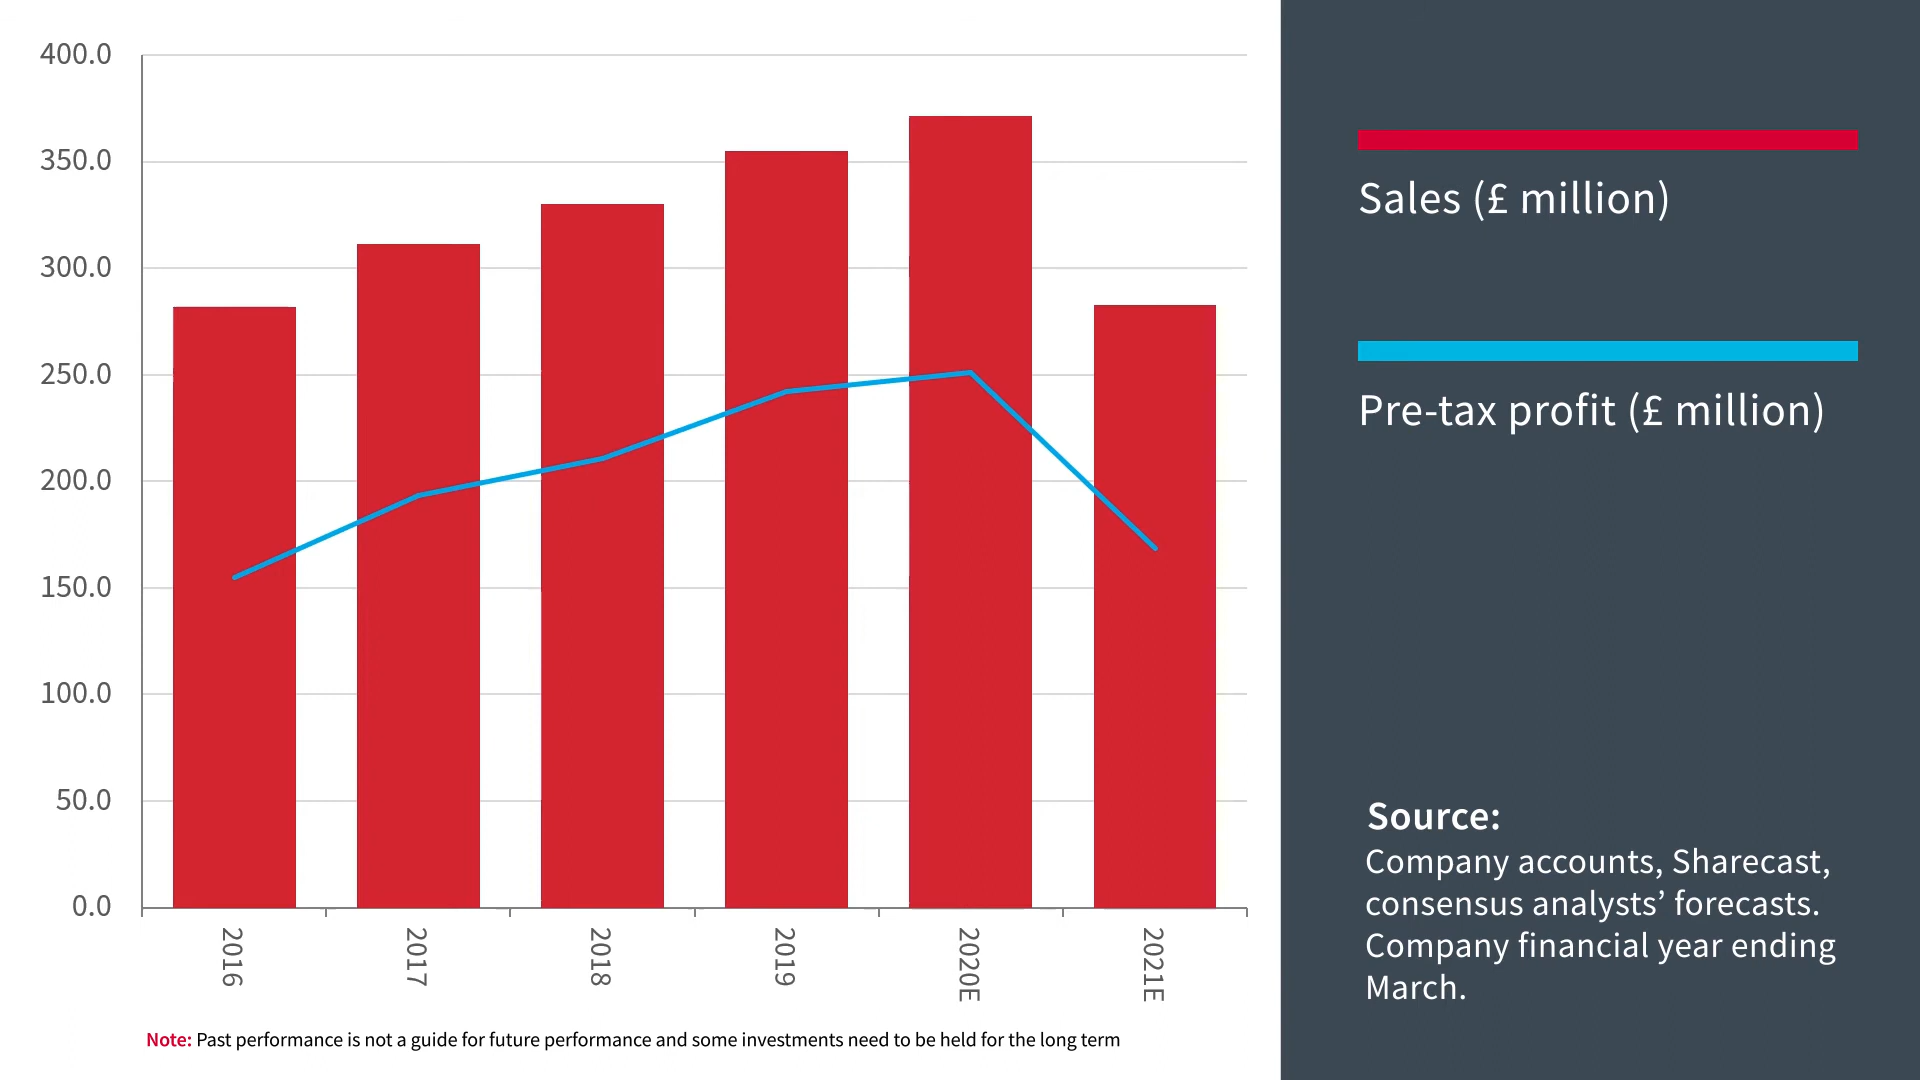 400.0
350.0
300.0
250.0
200.0
150.0
100.0
50.0
0.0
2016
2017
2018
2019
2020E
2021E
Note: Past performance is not a guide for future performance and some investments need to be held for the long term
Sales (£ million)
Pre-tax profit (£ million)
Source:
Company accounts, Sharecast,
consensus analysts’ forecasts.
Company financial year ending
March.